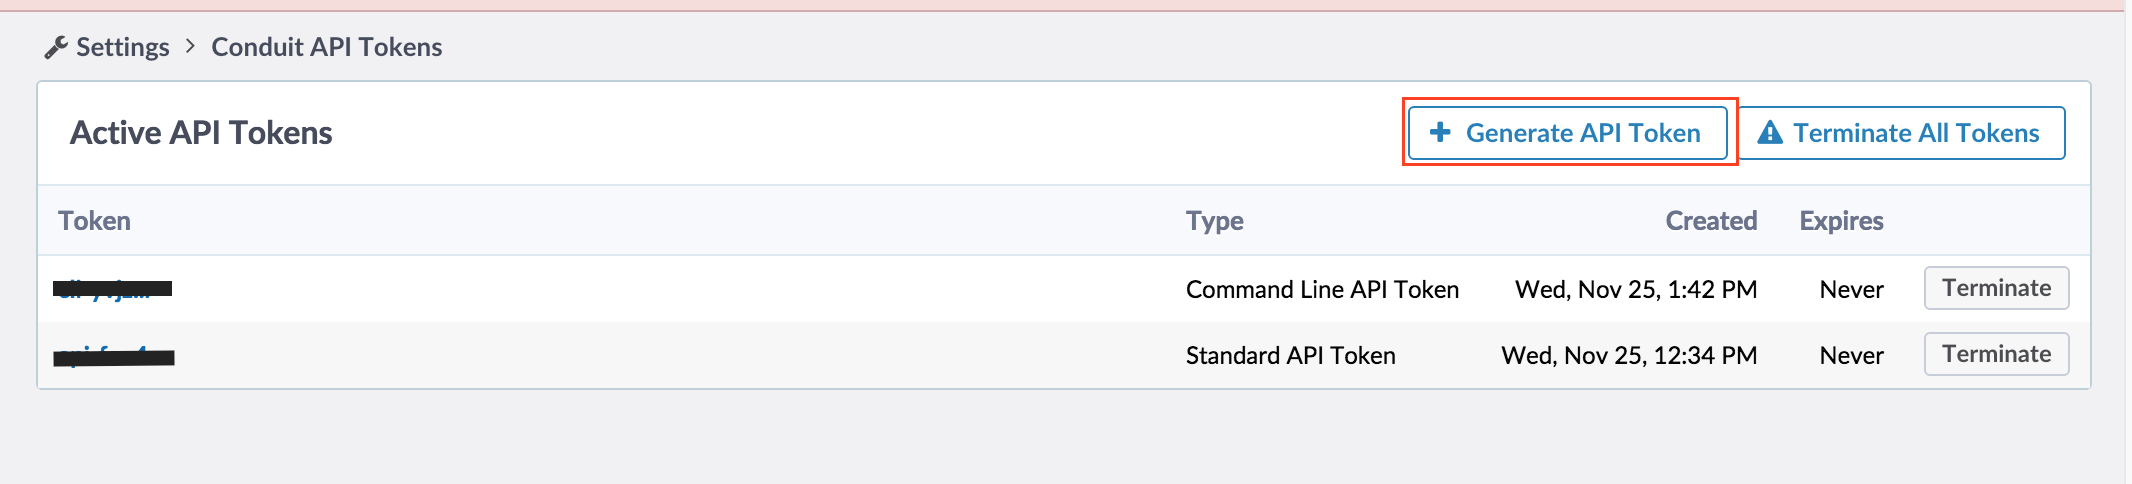 Settings > Conduit API Tokens
Active API Tokens
Generate API Token
Terminate All Tokens
Token Type Created Expires
Command Line API Token Wed, Nov 25, 1:42 PM Never Terminate
Standard API Token Wed, Nov 25, 12:34 PM Never Terminate